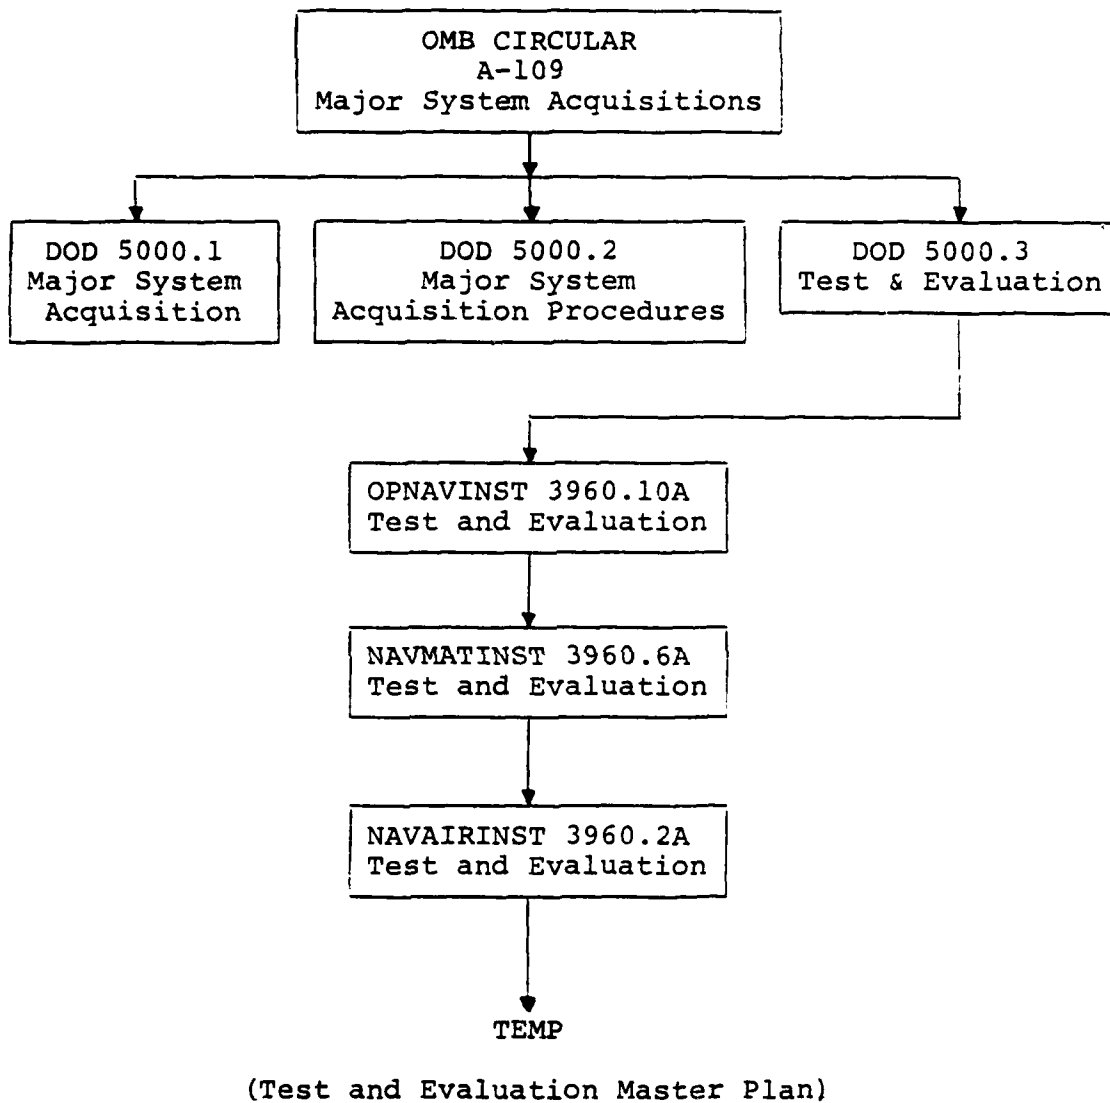 OMB CIRCULAR
A-109
Major System Acquisitions
DOD 5000.1
Major System
Acquisition
DOD 5000.2
Major System
Acquisition Procedures
DOD 5000.3
Test & Evaluation
OPNAVINST 3960.10A
Test and Evaluation
NAVMATINST 3960.6A
Test and Evaluation
NAVAIRINST 3960.2A
Test and Evaluation
TEMP
(Test and Evaluation Master Plan)